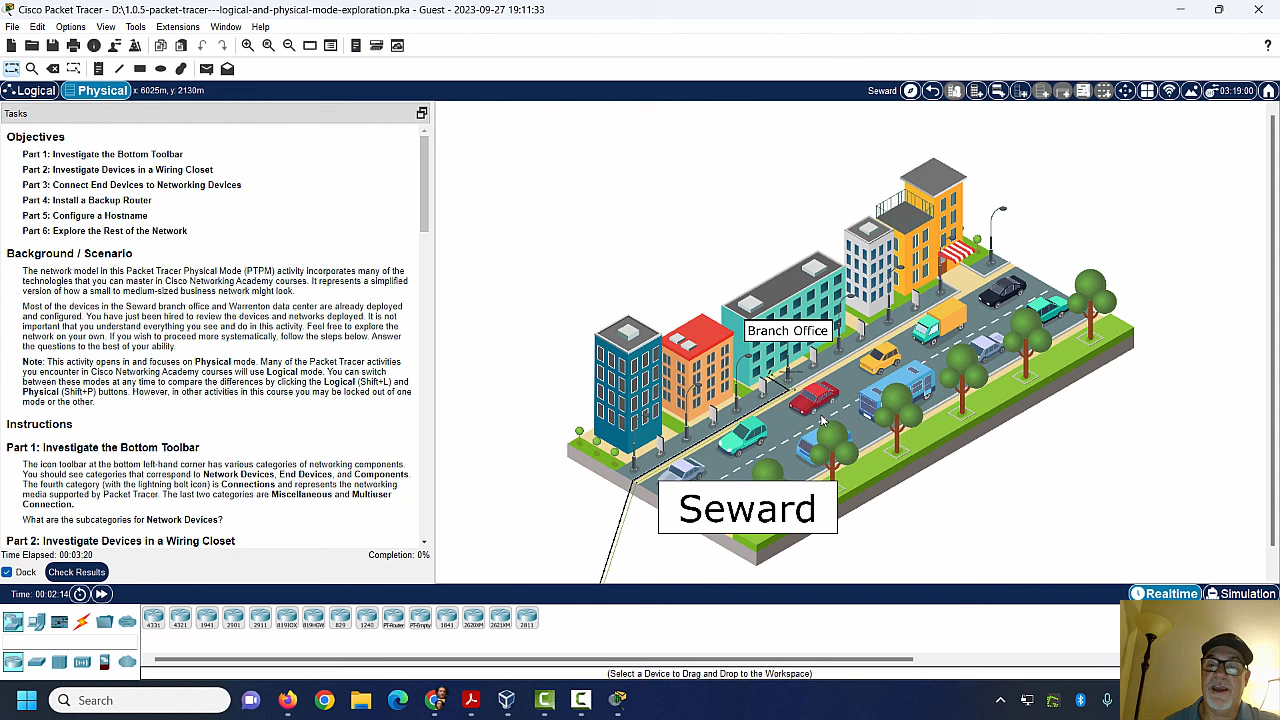 Cisco Packet Tracer - D:\1.0.5-packet-tracer---logical-and-physical-mode-exploration.pka - Guest - 2023-09-27 19:11:33
File Edit Options View Tools Extensions Window Help
?
Logical Physical x: 6025m, y: 2130m Seward 03:19:00
Tasks
Objectives
Part 1: Investigate the Bottom Toolbar
Part 2: Investigate Devices in a Wiring Closet
Part 3: Connect End Devices to Networking Devices
Part 4: Install a Backup Router
Part 5: Configure a Hostname
Part 6: Explore the Rest of the Network
Background / Scenario
The network model in this Packet Tracer Physical Mode (PTPM) activity incorporates many of the
technologies that you can master in Cisco Networking Academy courses. It represents a simplified
version of how a small to medium-sized business network might look.
Most of the devices in the Seward branch office and Warrenton data center are already deployed
and configured. You have just been hired to review the devices and networks deployed. It is not
important that you understand everything you see and do in this activity. Feel free to explore the
network on your own. If you wish to proceed more systematically, follow the steps below. Answer
the questions to the best of your ability.
Note: This activity opens in and focuses on Physical mode. Many of the Packet Tracer activities
you encounter in Cisco Networking Academy courses will use Logical mode. You can switch
between these modes at any time to compare the differences by clicking the Logical (Shift+L) and
Physical (Shift+P) buttons. However, in other activities in this course you may be locked out of one
mode or the other.
Instructions
Part 1: Investigate the Bottom Toolbar
The icon toolbar at the bottom left-hand corner has various categories of networking components.
You should see categories that correspond to Network Devices, End Devices, and Components.
The fourth category (with the lightning bolt icon) is Connections and represents the networking
media supported by Packet Tracer. The last two categories are Miscellaneous and Multiuser
Connection.
What are the subcategories for Network Devices?
Part 2: Investigate Devices in a Wiring Closet
Time Elapsed: 00:03:20 Completion: 0%
Dock Check Results
Branch Office
Seward
Time: 00:02:14 Realtime Simulation
4331 4321 1941 2901 2911 819IOX 819HGW 829 1240 PT-Router PT-Empty 1841 2620XM 2621XM 2811
(Select a Device to Drag and Drop to the Workspace)
Search